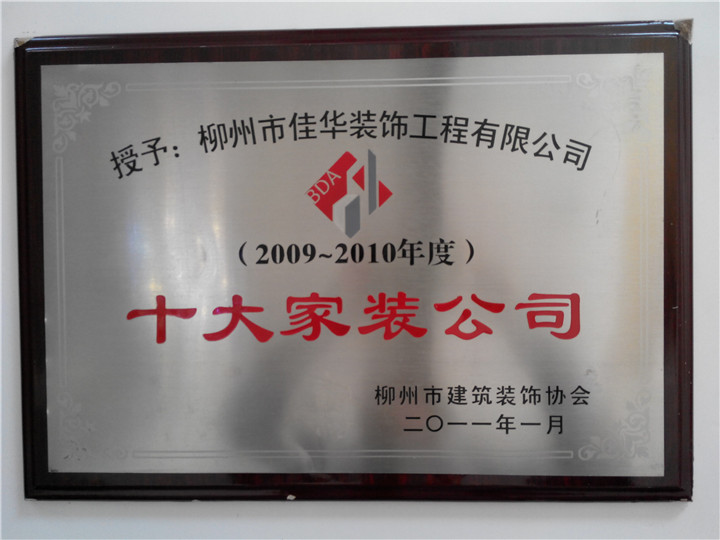 授予：柳州市佳华装饰工程有限公司
BDA
（2009~2010年度）
十大家装公司
柳州市建筑装饰协会
二〇一一年一月